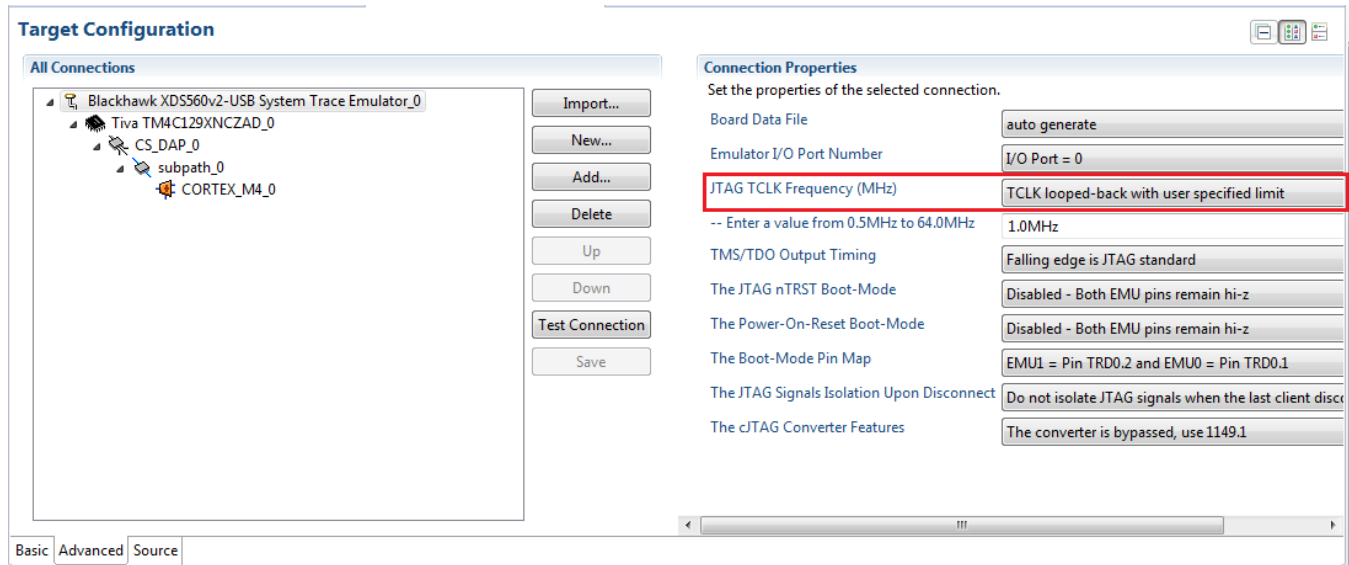 Target Configuration
All Connections
Blackhawk XDS560v2-USB System Trace Emulator_0
Tiva TM4C129XNCZAD_0
CS_DAP_0
subpath_0
CORTEX_M4_0
Import...
New...
Add...
Delete
Up
Down
Test Connection
Save
Connection Properties
Set the properties of the selected connection.
Board Data File auto generate
Emulator I/O Port Number I/O Port = 0
JTAG TCLK Frequency (MHz) TCLK looped-back with user specified limit
-- Enter a value from 0.5MHz to 64.0MHz 1.0MHz
TMS/TDO Output Timing Falling edge is JTAG standard
The JTAG nTRST Boot-Mode Disabled - Both EMU pins remain hi-z
The Power-On-Reset Boot-Mode Disabled - Both EMU pins remain hi-z
The Boot-Mode Pin Map EMU1 = Pin TRD0.2 and EMU0 = Pin TRD0.1
The JTAG Signals Isolation Upon Disconnect Do not isolate JTAG signals when the last client disco
The cJTAG Converter Features The converter is bypassed, use 1149.1
Basic Advanced Source